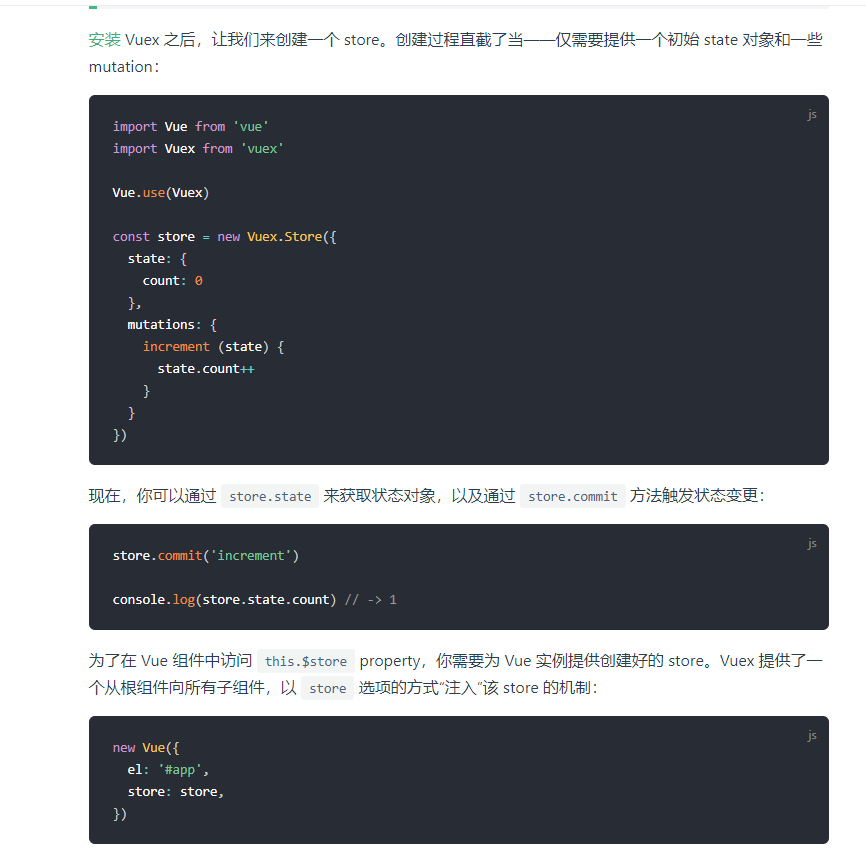 安装 Vuex 之后，让我们来创建一个 store。创建过程直截了当——仅需要提供一个初始 state 对象和一些
mutation：
js
import Vue from 'vue'
import Vuex from 'vuex'

Vue.use(Vuex)

const store = new Vuex.Store({
  state: {
    count: 0
  },
  mutations: {
    increment (state) {
      state.count++
    }
  }
})
现在，你可以通过 store.state 来获取状态对象，以及通过 store.commit 方法触发状态变更：
js
store.commit('increment')

console.log(store.state.count) // -> 1
为了在 Vue 组件中访问 this.$store property，你需要为 Vue 实例提供创建好的 store。Vuex 提供了一
个从根组件向所有子组件，以 store 选项的方式“注入”该 store 的机制：
js
new Vue({
  el: '#app',
  store: store,
})